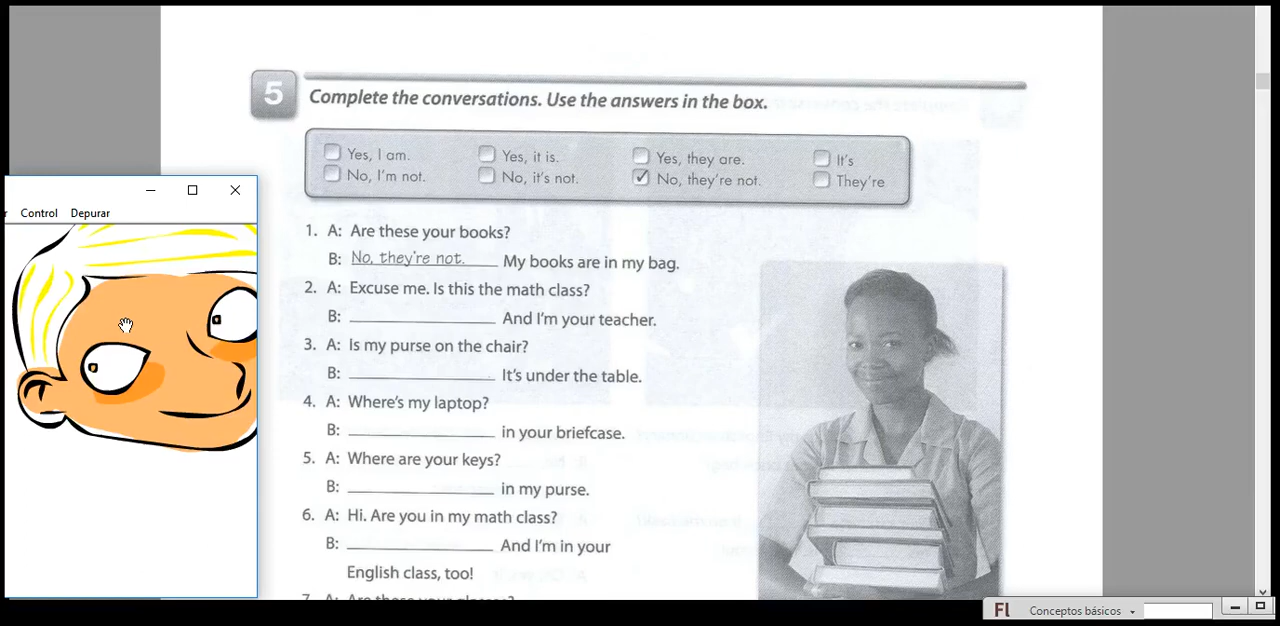 5 Complete the conversations. Use the answers in the box.
Yes, I am. Yes, it is. Yes, they are. It's
No, I'm not. No, it's not. No, they're not. They're
Control Depurar
1. A: Are these your books?
B: No, they're not. My books are in my bag.
2. A: Excuse me. Is this the math class?
B: And I'm your teacher.
3. A: Is my purse on the chair?
B: It's under the table.
4. A: Where's my laptop?
B: in your briefcase.
5. A: Where are your keys?
B: in my purse.
6. A: Hi. Are you in my math class?
B: And I'm in your
English class, too!
7. A: Are these your glasses?
Fl Conceptos básicos